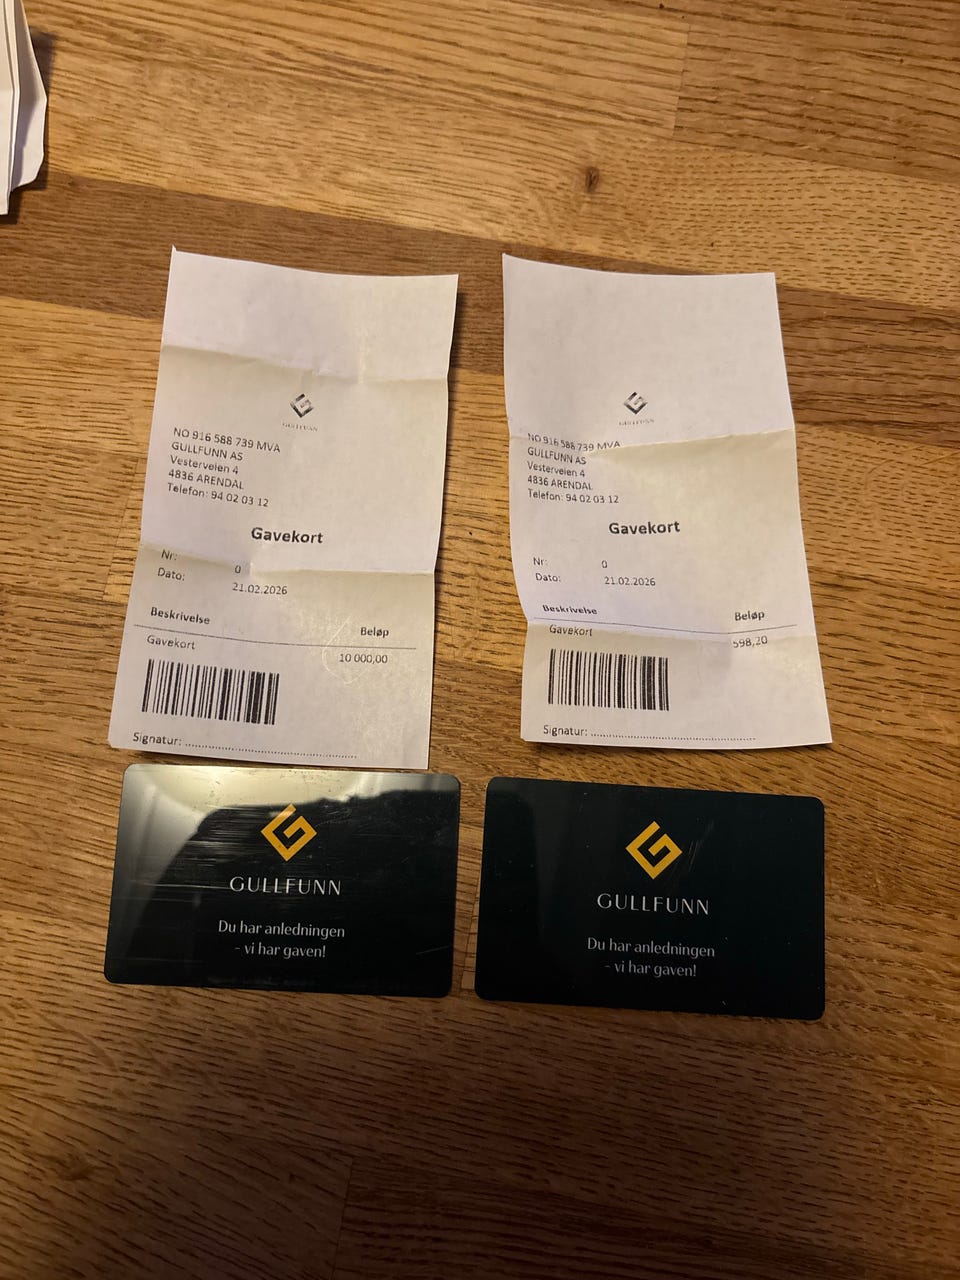 GULLFUNN
NO 916 588 739 MVA
GULLFUNN AS
Vesterveien 4
4836 ARENDAL
Telefon: 94 02 03 12
Gavekort
Nr: 0
Dato: 21.02.2026
Beskrivelse Beløp
Gavekort 10 000,00
Signatur:
GULLFUNN
NO 916 588 739 MVA
GULLFUNN AS
Vesterveien 4
4836 ARENDAL
Telefon: 94 02 03 12
Gavekort
Nr: 0
Dato: 21.02.2026
Beskrivelse Beløp
Gavekort 598,20
Signatur:
GULLFUNN
Du har anledningen
- vi har gaven!
GULLFUNN
Du har anledningen
- vi har gaven!